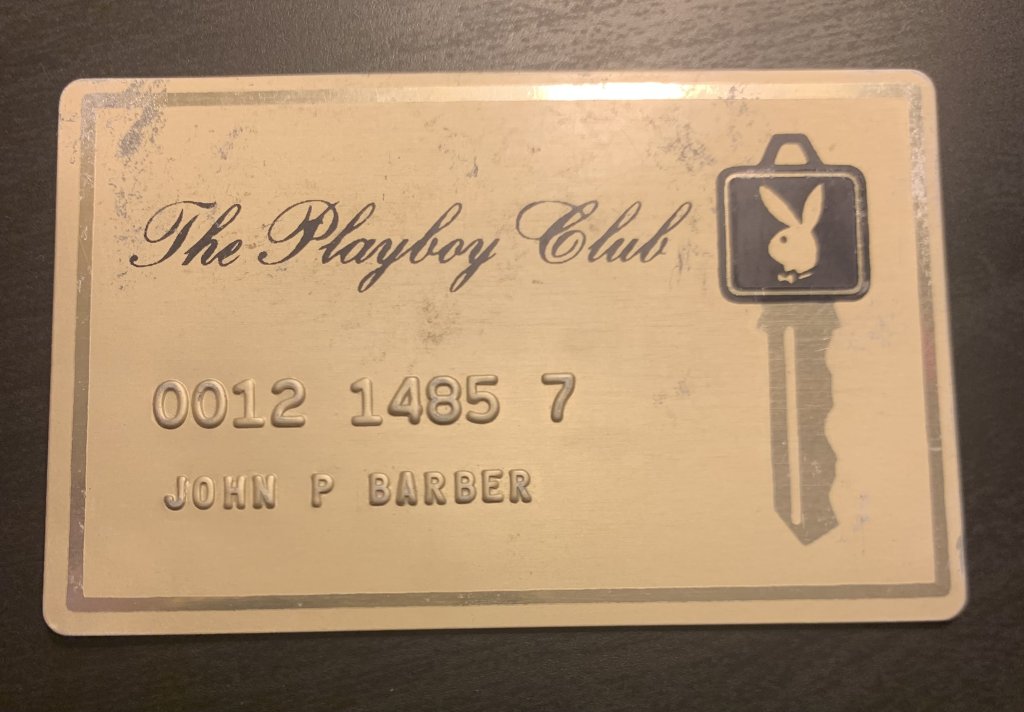 The Playboy Club
0012 1485 7
JOHN P BARBER